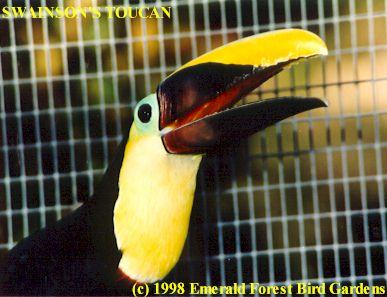 SWAINSON'S TOUCAN
(c) 1998 Emerald Forest Bird Gardens